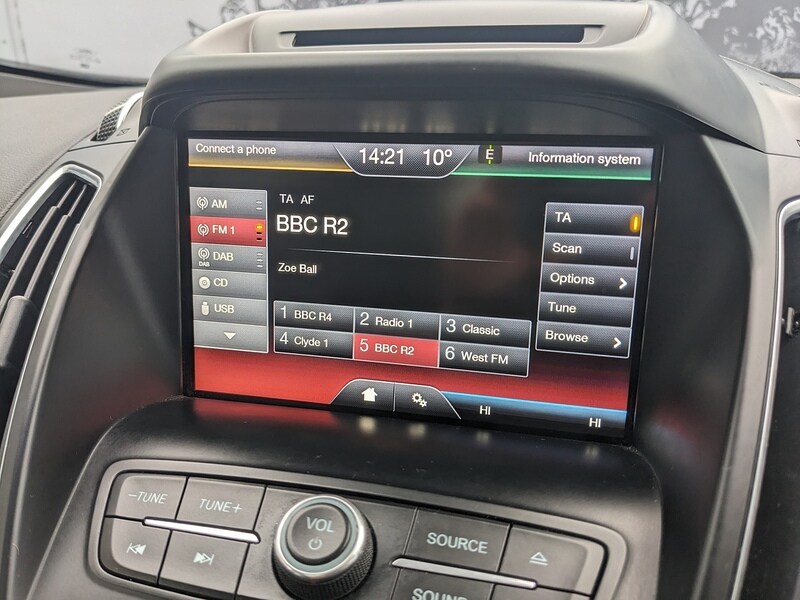 Connect a phone
14:21 10° E Information system
AM
FM 1
DAB
DAB
CD
USB
TA AF
BBC R2
Zoe Ball
1 BBC R4
2 Radio 1
3 Classic
4 Clyde 1
5 BBC R2
6 West FM
TA
Scan
Options
Tune
Browse
HI
HI
-TUNE
TUNE+
VOL
SOURCE
SOUND